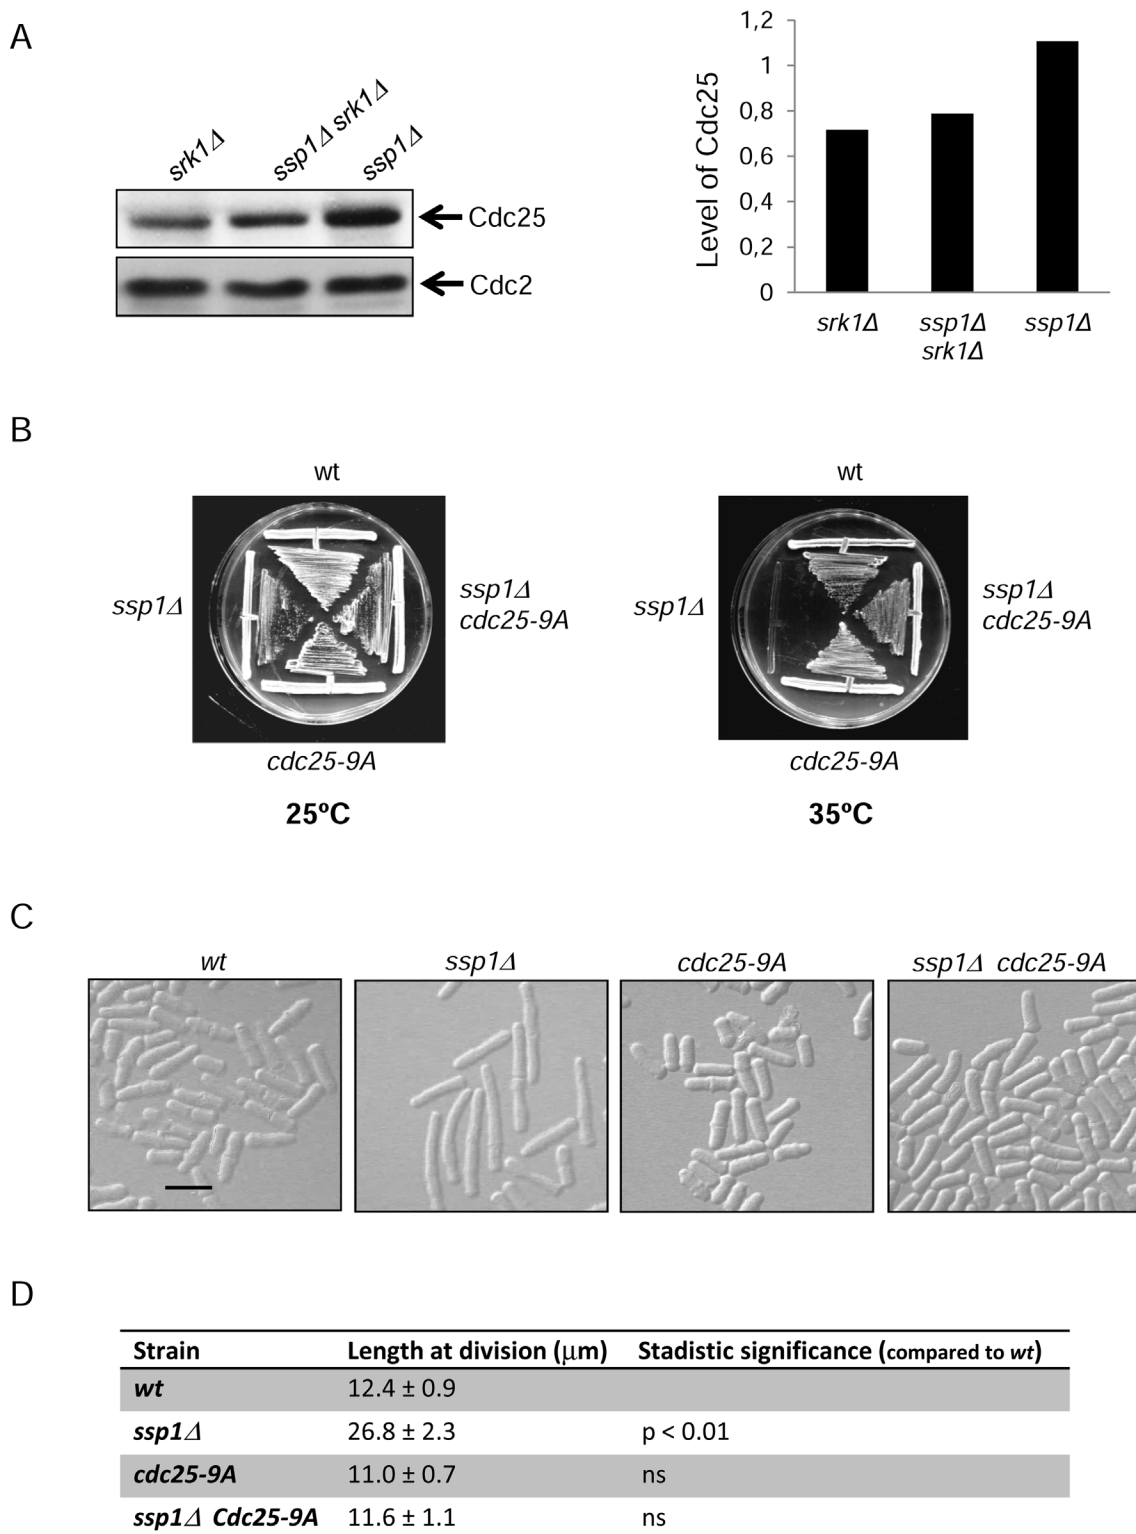 A
srk1Δ
ssp1Δ srk1Δ
ssp1Δ
Cdc25
Cdc2
Level of Cdc25
1,2
1
0,8
0,6
0,4
0,2
0
srk1Δ
ssp1Δ
srk1Δ
ssp1Δ
B
wt
ssp1Δ
ssp1Δ
cdc25-9A
cdc25-9A
25ºC
wt
ssp1Δ
ssp1Δ
cdc25-9A
cdc25-9A
35ºC
C
wt
ssp1Δ
cdc25-9A
ssp1Δ cdc25-9A
D
Strain Length at division (μm) Stadistic significance (compared to wt)
wt 12.4 ± 0.9
ssp1Δ 26.8 ± 2.3 p < 0.01
cdc25-9A 11.0 ± 0.7 ns
ssp1Δ Cdc25-9A 11.6 ± 1.1 ns